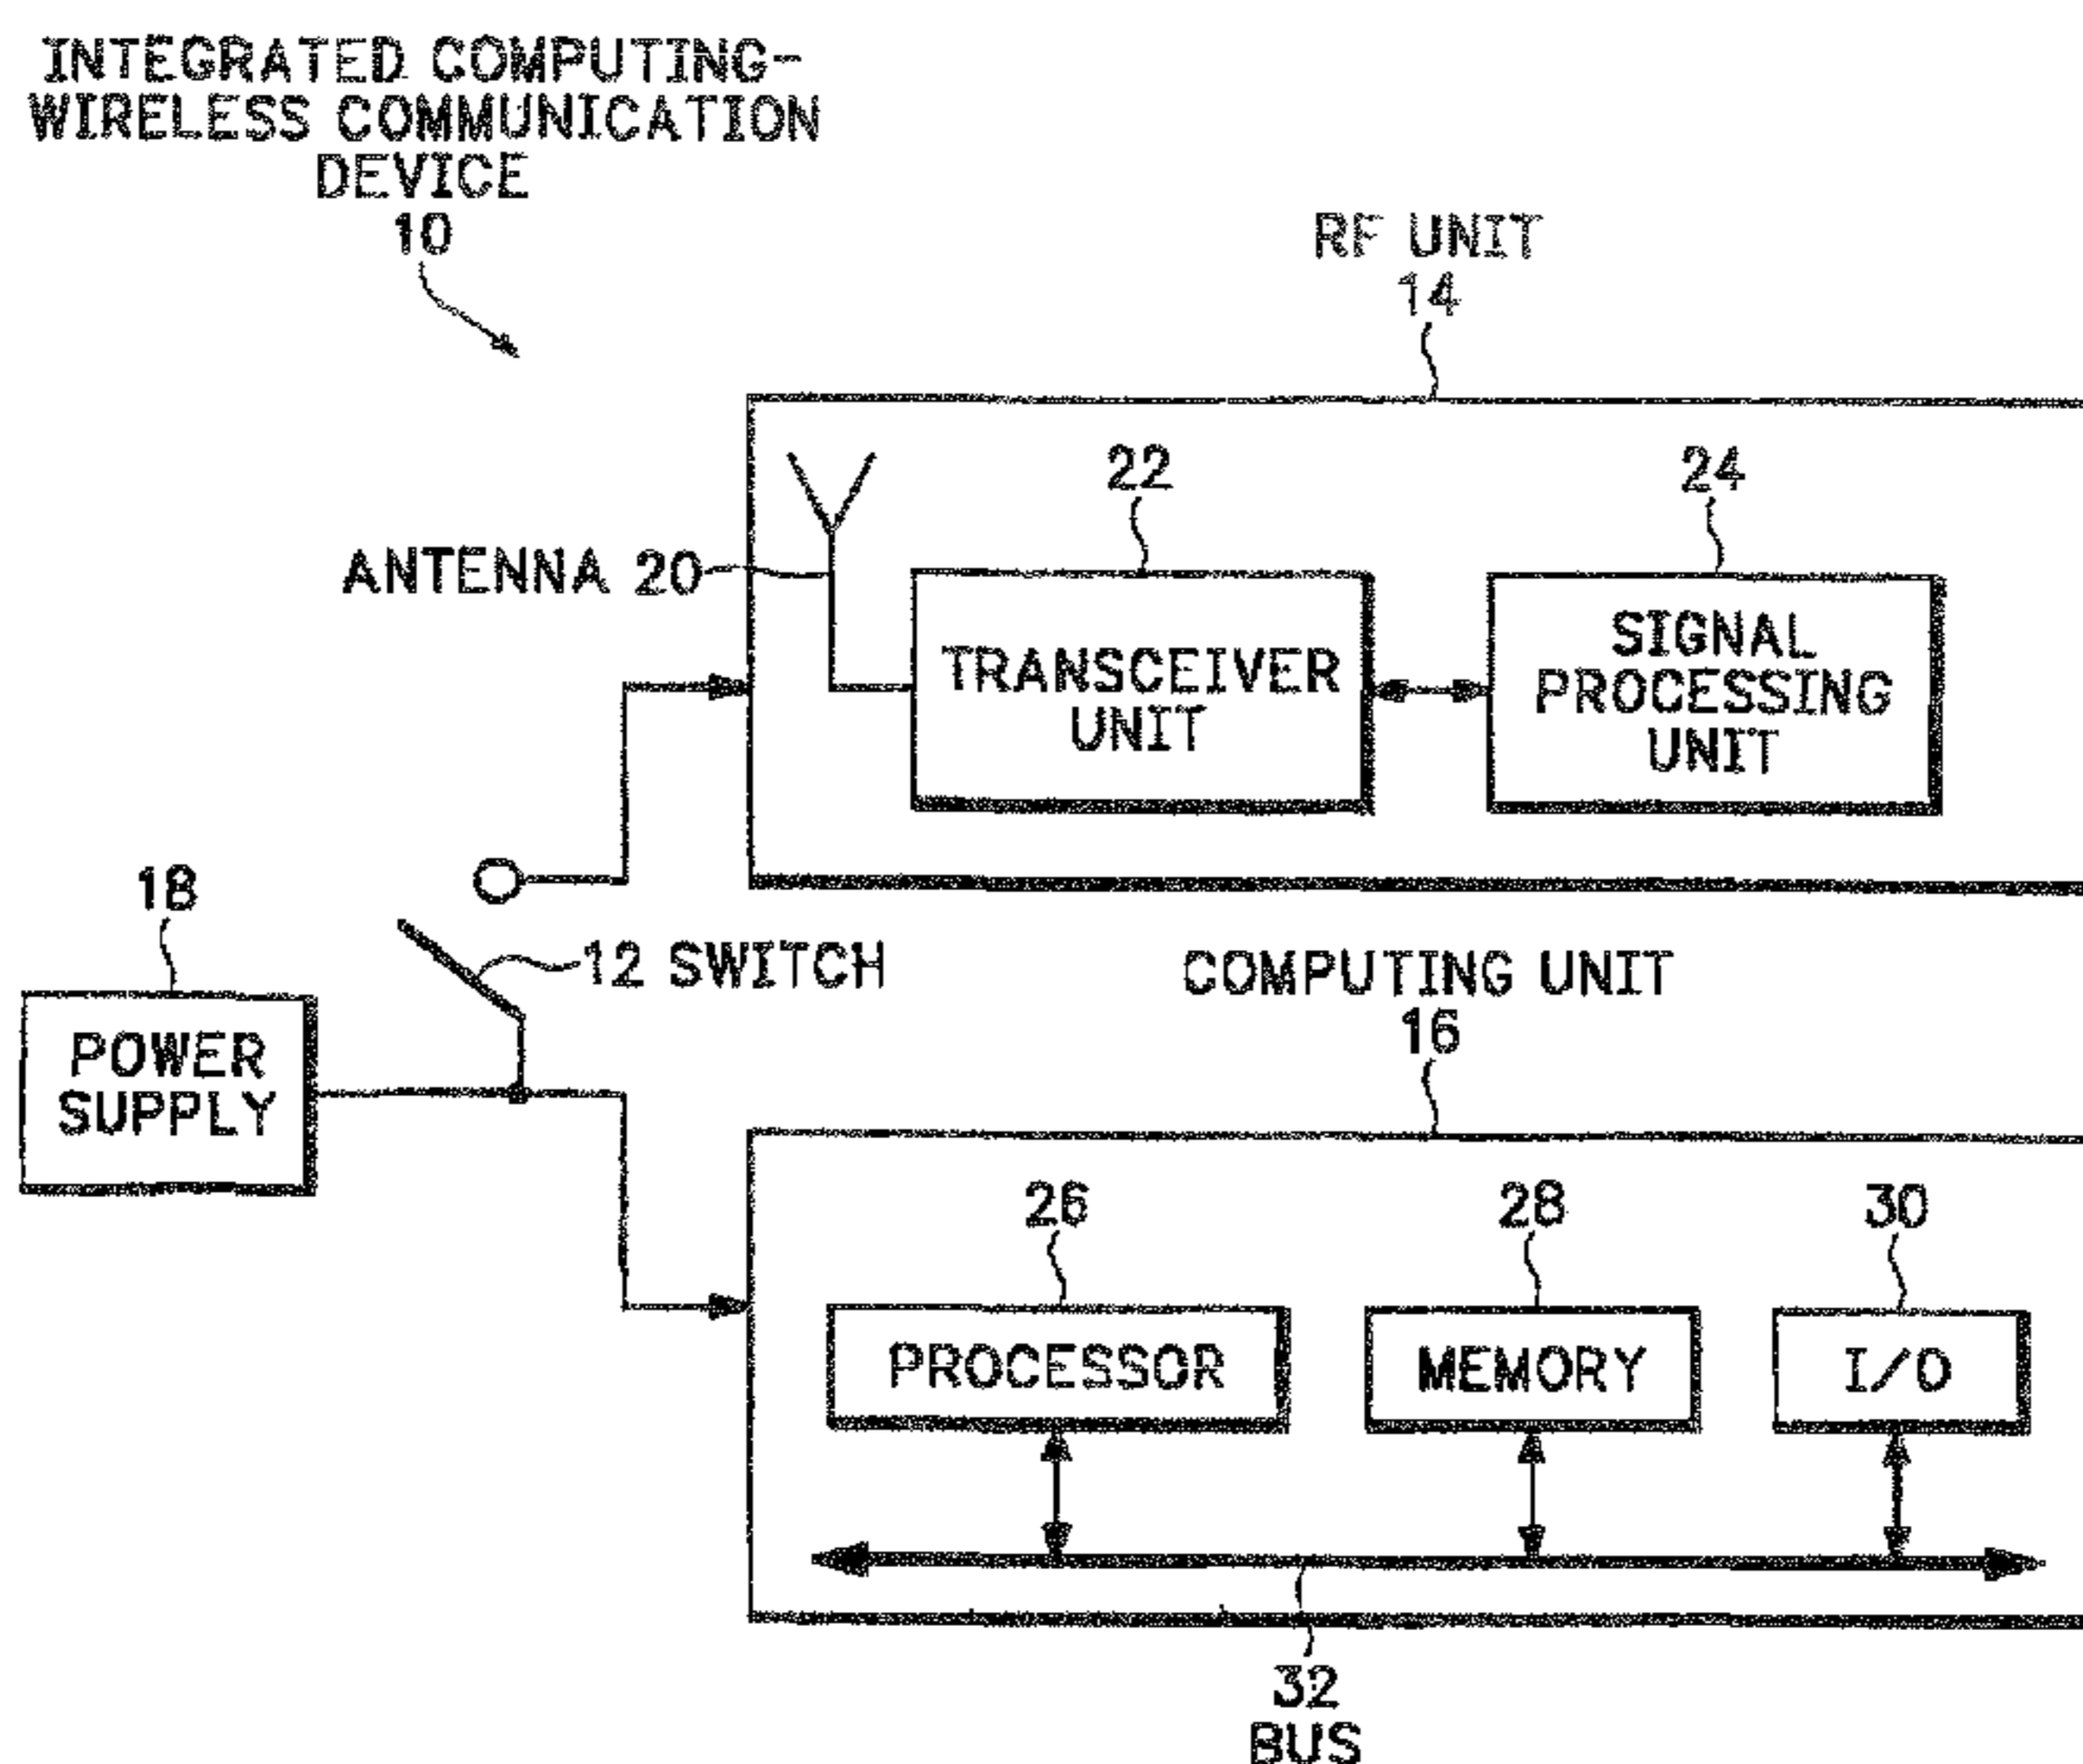 INTEGRATED COMPUTING-
WIRELESS COMMUNICATION
DEVICE
10
RF UNIT
14
22
24
ANTENNA 20
TRANSCEIVER
UNIT
SIGNAL
PROCESSING
UNIT
18
12 SWITCH
POWER
SUPPLY
COMPUTING UNIT
16
26
28
30
PROCESSOR
MEMORY
I/O
32
BUS